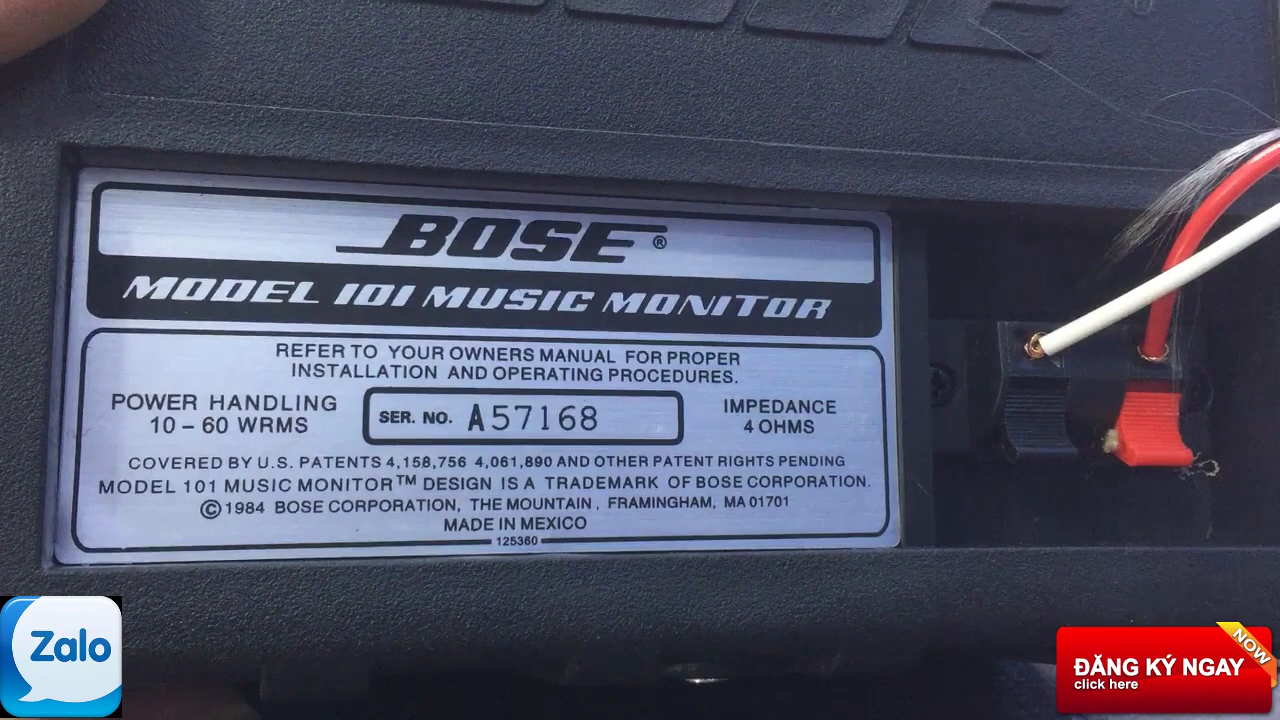 BOSE®
MODEL 101 MUSIC MONITOR
REFER TO YOUR OWNERS MANUAL FOR PROPER
INSTALLATION AND OPERATING PROCEDURES.
POWER HANDLING
10 – 60 WRMS
SER. NO. A57168
IMPEDANCE
4 OHMS
COVERED BY U.S. PATENTS 4,158,756 4,061,890 AND OTHER PATENT RIGHTS PENDING
MODEL 101 MUSIC MONITOR™ DESIGN IS A TRADEMARK OF BOSE CORPORATION.
©1984 BOSE CORPORATION, THE MOUNTAIN, FRAMINGHAM, MA 01701
MADE IN MEXICO
125360
Zalo
ĐĂNG KÝ NGAY
click here
NOW